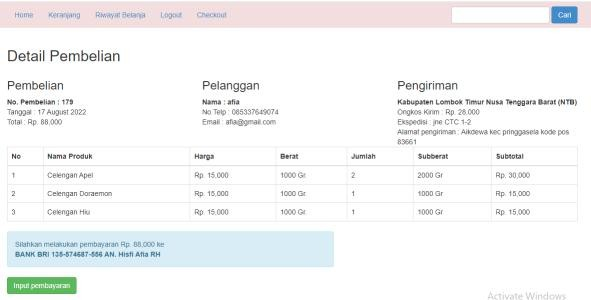 Home Keranjang Riwayat Belanja Logout Checkout Cari
Detail Pembelian
Pembelian Pelanggan Pengiriman
No. Pembelian : 179 Nama : afia Kabupaten Lombok Timur Nusa Tenggara Barat (NTB)
Tanggal : 17 August 2022 No.Telp : 085337649074 Ongkos Kirim : Rp. 28,000
Total : Rp. 88,000 Email : afia@gmail.com Ekspedisi : jne CTC 1-2
Alamat pengiriman : Aikdewa kec pringgasela kode pos
83661
No Nama Produk Harga Berat Jumlah Subberat Subtotal
1 Celengan Apel Rp. 15,000 1000 Gr. 2 2000 Gr. Rp. 30,000
2 Celengan Doraemon Rp. 15,000 1000 Gr. 1 1000 Gr. Rp. 15,000
3 Celengan Hiu Rp. 15,000 1000 Gr. 1 1000 Gr. Rp. 15,000
Silahkan melakukan pembayaran Rp. 88,000 ke
BANK BRI 135-574687-556 AN. Hisfi Afia RH
Input pembayaran
Activate Windows